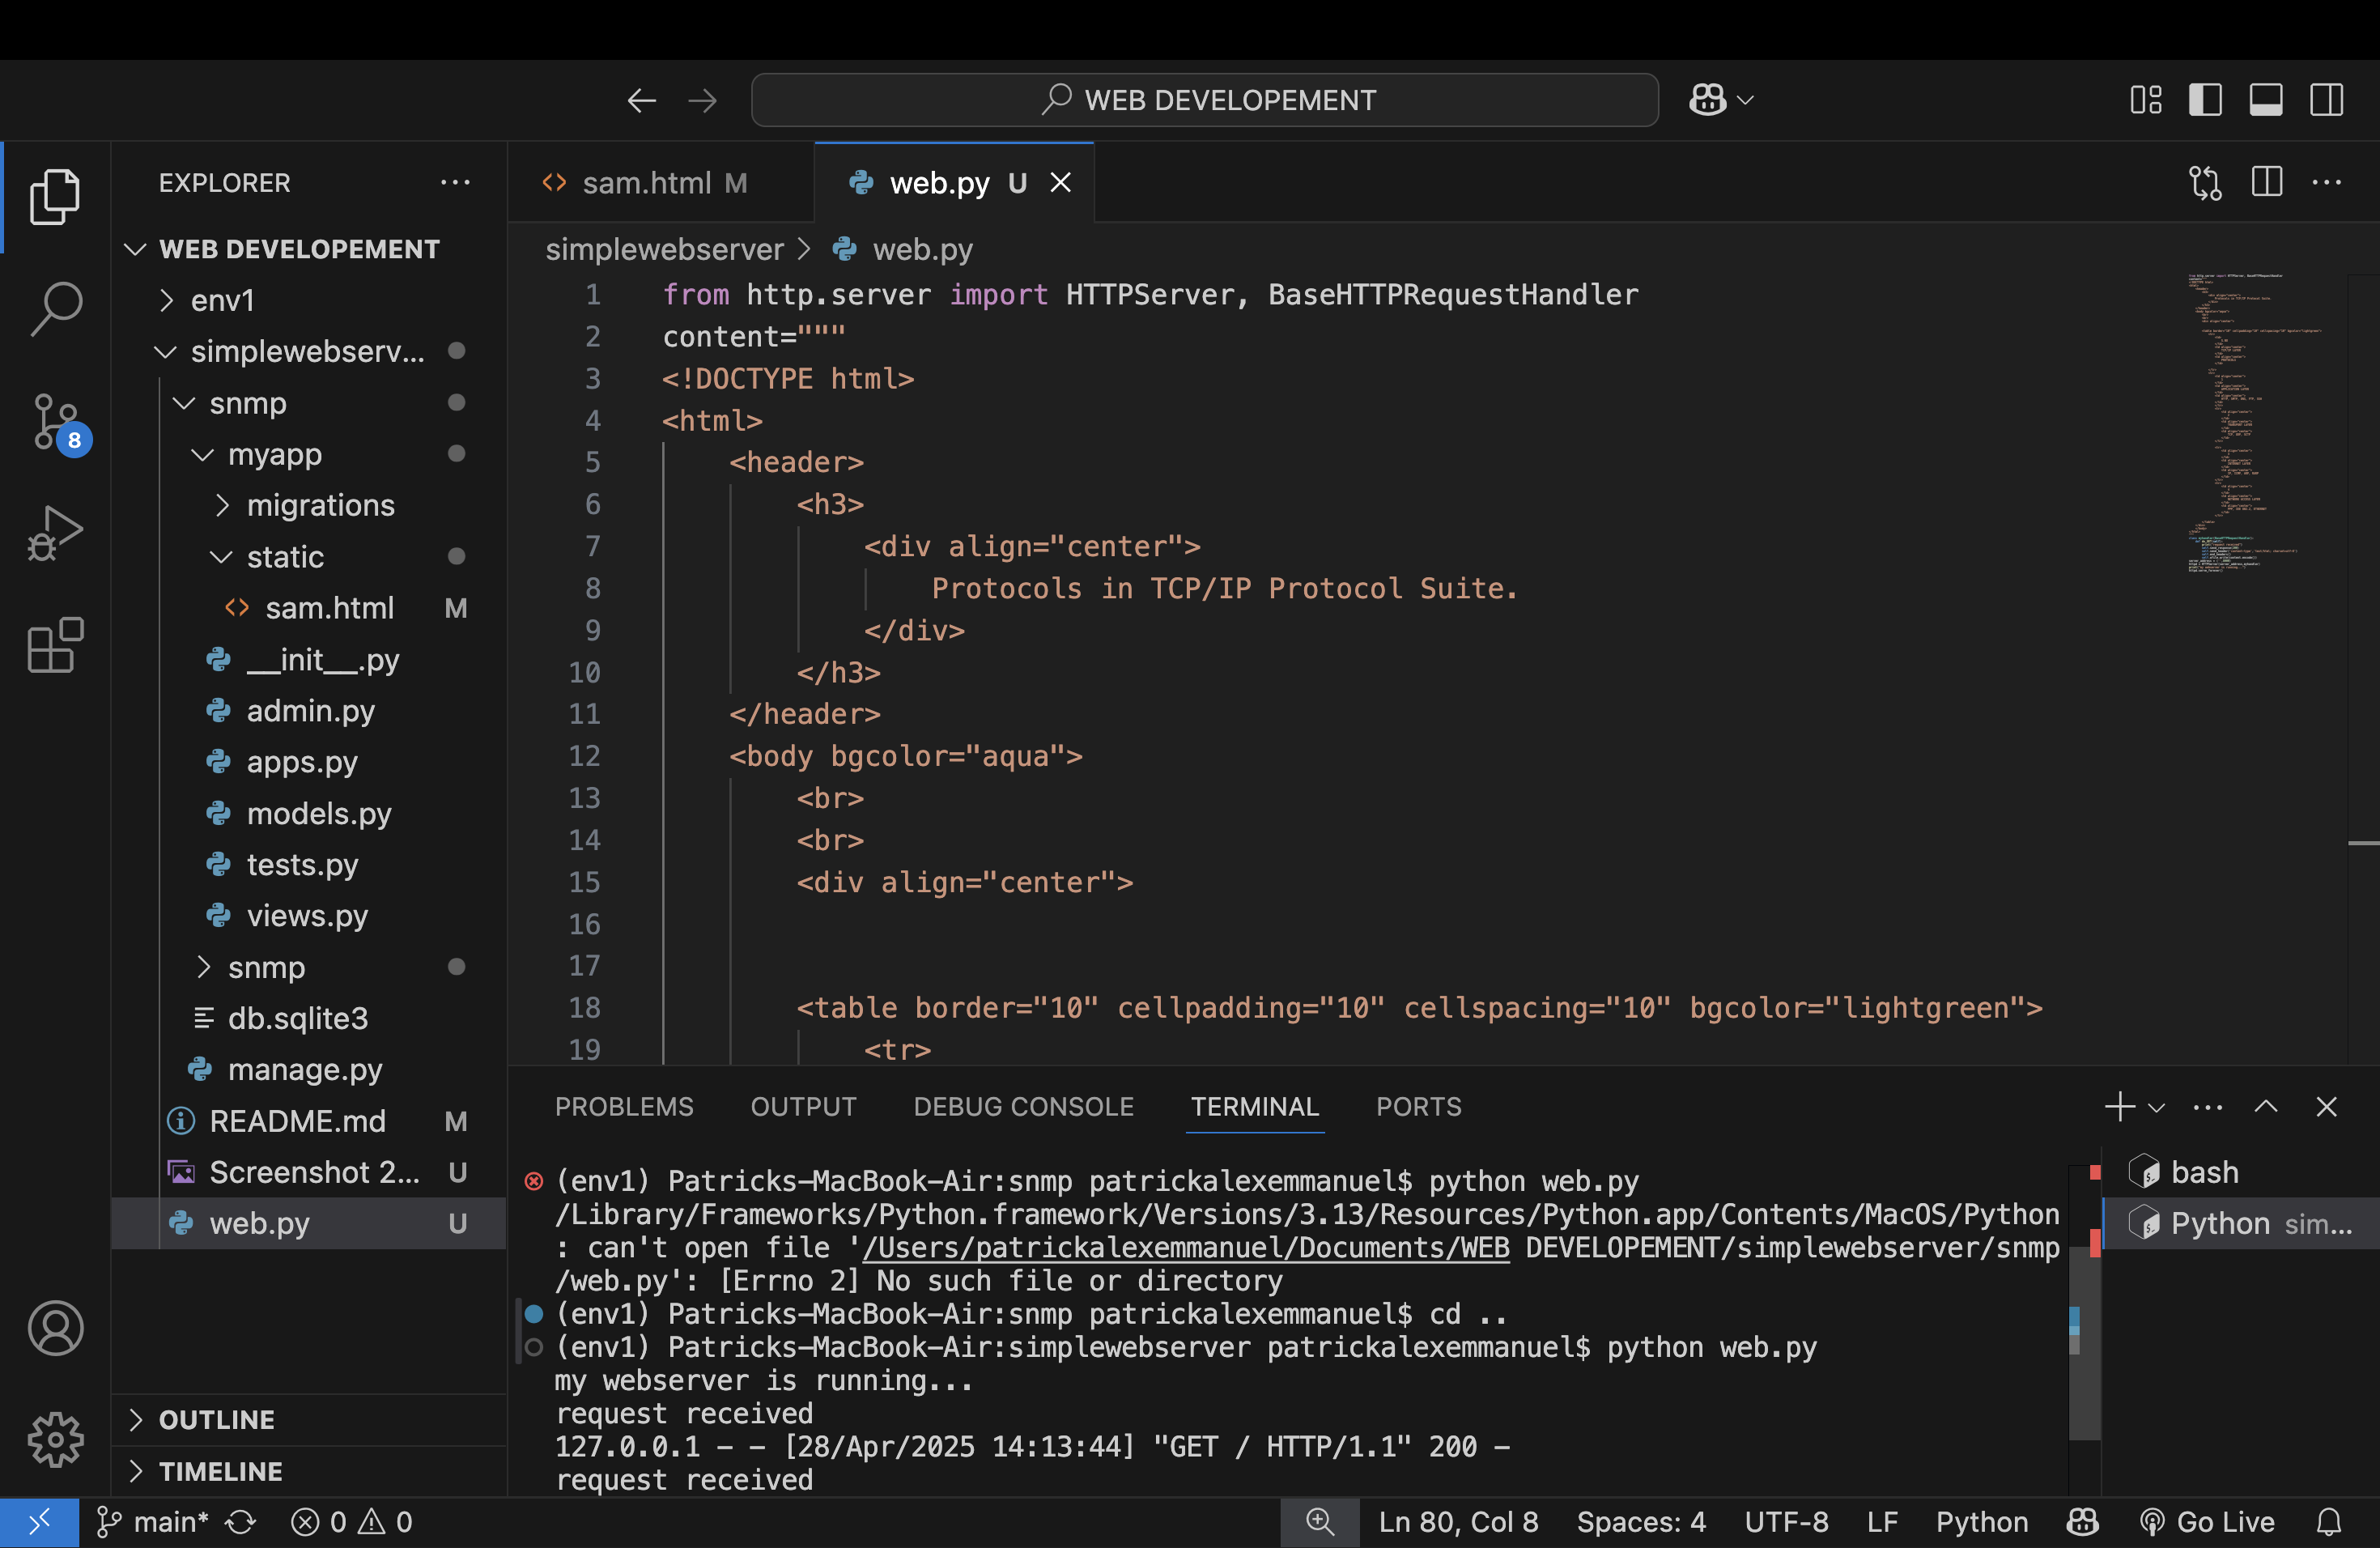 WEB DEVELOPEMENT
EXPLORER
sam.html M
web.py U
WEB DEVELOPEMENT
env1
simplewebserv...
snmp
myapp
migrations
static
sam.html M
__init__.py
admin.py
apps.py
models.py
tests.py
views.py
snmp
db.sqlite3
manage.py
README.md M
Screenshot 2... U
web.py U
OUTLINE
TIMELINE
8
simplewebserver > web.py
1 from http.server import HTTPServer, BaseHTTPRequestHandler
2 content="""
3 <!DOCTYPE html>
4 <html>
5 <header>
6 <h3>
7 <div align="center">
8 Protocols in TCP/IP Protocol Suite.
9 </div>
10 </h3>
11 </header>
12 <body bgcolor="aqua">
13 <br>
14 <br>
15 <div align="center">
16
17
18 <table border="10" cellpadding="10" cellspacing="10" bgcolor="lightgreen">
19 <tr>
PROBLEMS OUTPUT DEBUG CONSOLE TERMINAL PORTS
(env1) Patricks-MacBook-Air:snmp patrickalexemmanuel$ python web.py
/Library/Frameworks/Python.framework/Versions/3.13/Resources/Python.app/Contents/MacOS/Python
: can't open file '/Users/patrickalexemmanuel/Documents/WEB DEVELOPEMENT/simplewebserver/snmp
/web.py': [Errno 2] No such file or directory
(env1) Patricks-MacBook-Air:snmp patrickalexemmanuel$ cd ..
(env1) Patricks-MacBook-Air:simplewebserver patrickalexemmanuel$ python web.py
my webserver is running...
request received
127.0.0.1 - - [28/Apr/2025 14:13:44] "GET / HTTP/1.1" 200 -
request received
bash
Python sim...
main* 0 0
Ln 80, Col 8 Spaces: 4 UTF-8 LF Python Go Live